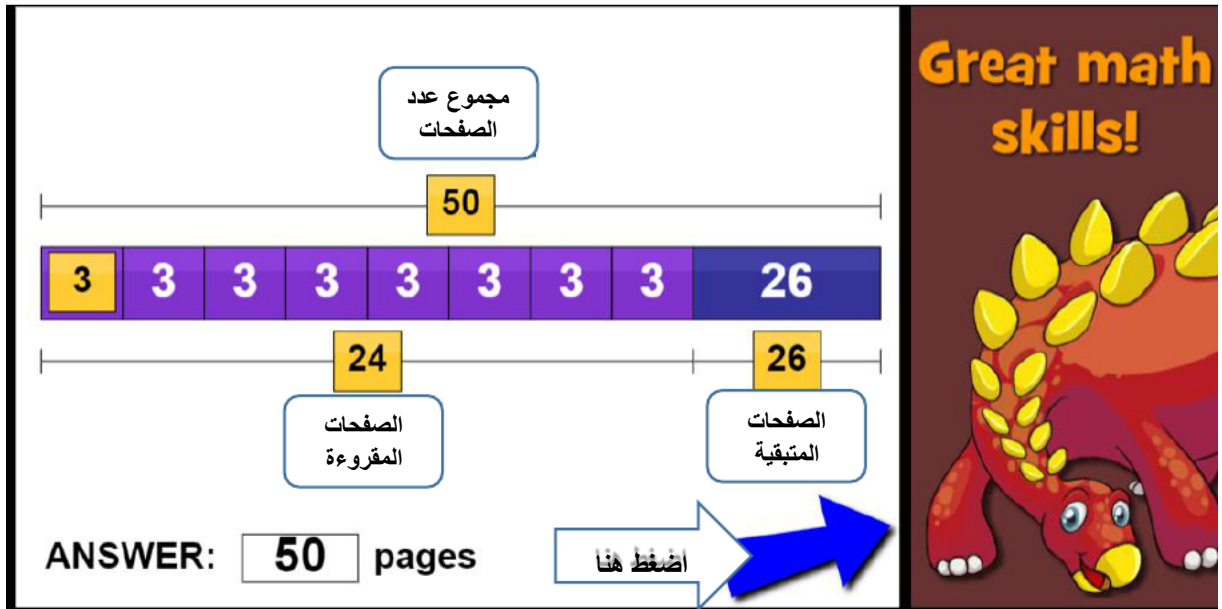 مجموع عدد
الصفحات
50
3 3 3 3 3 3 3 3 26
24 26
الصفحات
المقروءة
الصفحات
المتبقية
ANSWER: 50 pages
اضغط هنا
Great math
skills!